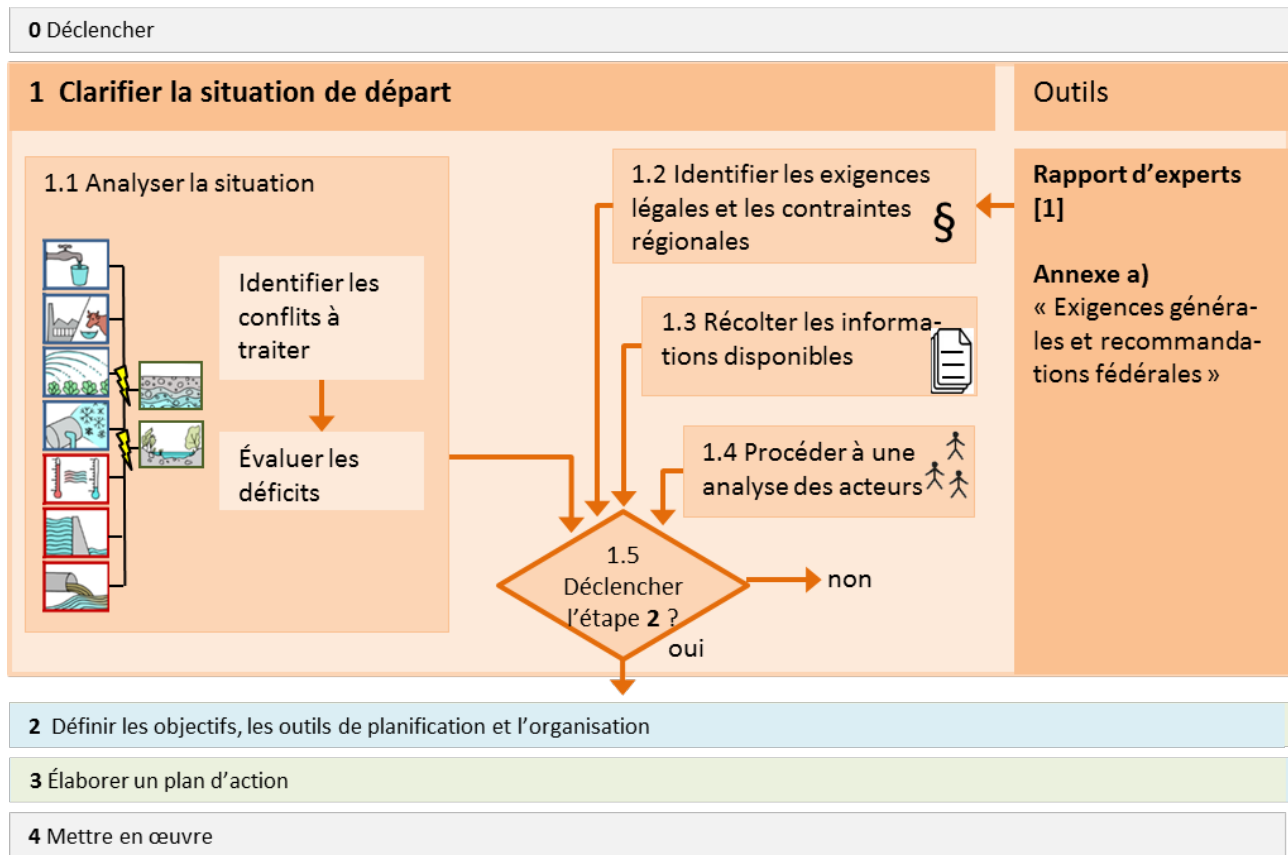 0 Déclencher
1 Clarifier la situation de départ
Outils
1.1 Analyser la situation
Identifier les
conflits à
traiter
Évaluer les
déficits
1.2 Identifier les exigences
légales et les contraintes
régionales
§
1.3 Récolter les informa-
tions disponibles
1.4 Procéder à une
analyse des acteurs
1.5
Déclencher
l’étape 2 ?
non
oui
Rapport d’experts
[1]
Annexe a)
« Exigences généra-
les et recommanda-
tions fédérales »
2 Définir les objectifs, les outils de planification et l’organisation
3 Élaborer un plan d’action
4 Mettre en œuvre